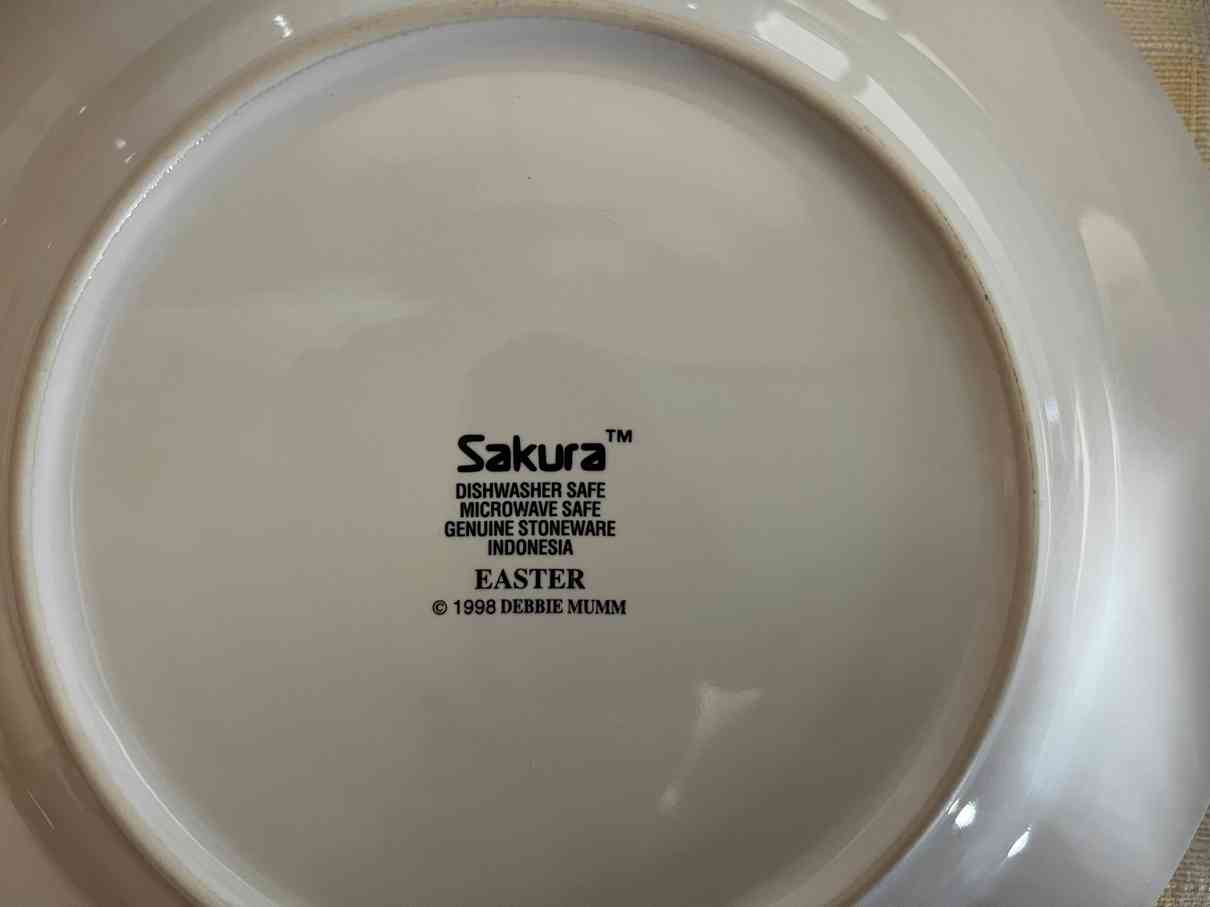 Sakura™
DISHWASHER SAFE
MICROWAVE SAFE
GENUINE STONEWARE
INDONESIA
EASTER
© 1998 DEBBIE MUMM